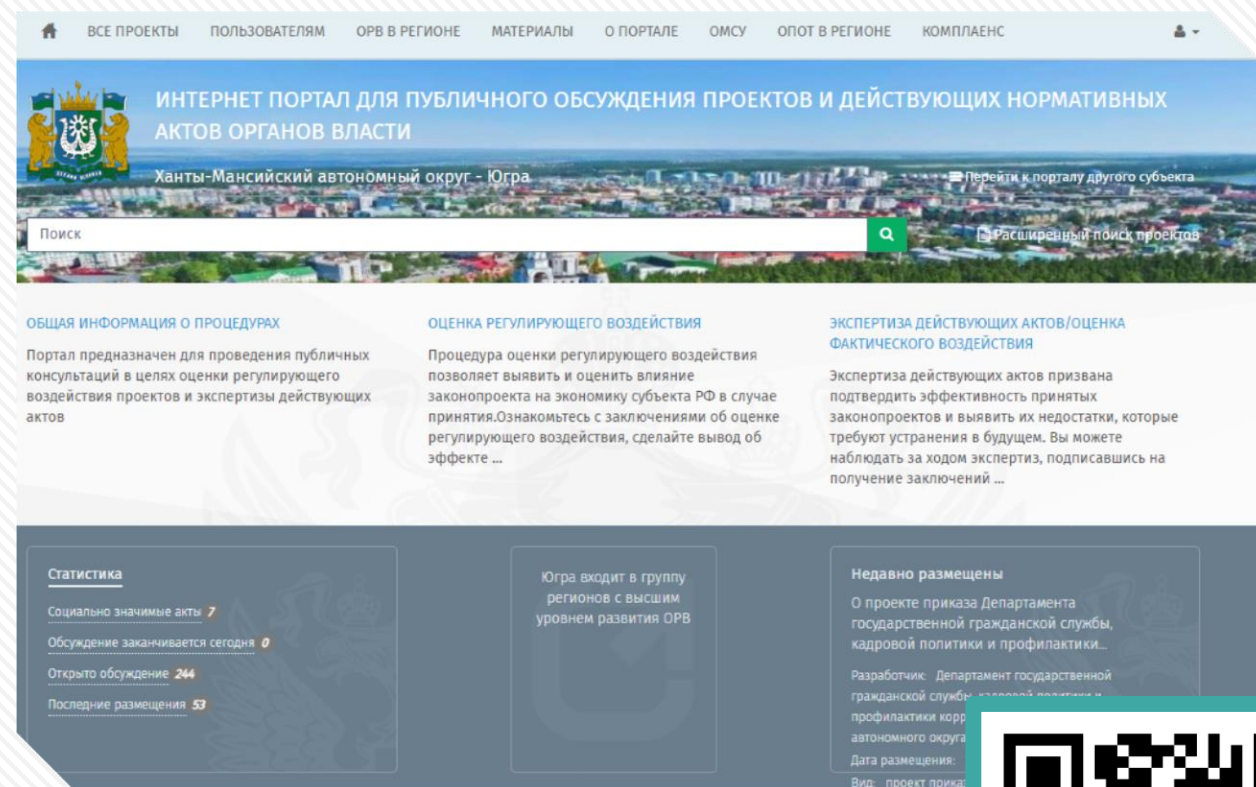 ВСЕ ПРОЕКТЫ ПОЛЬЗОВАТЕЛЯМ ОРВ В РЕГИОНЕ МАТЕРИАЛЫ О ПОРТАЛЕ ОМСУ ОПОТ В РЕГИОНЕ КОМПЛАЕНС
ИНТЕРНЕТ ПОРТАЛ ДЛЯ ПУБЛИЧНОГО ОБСУЖДЕНИЯ ПРОЕКТОВ И ДЕЙСТВУЮЩИХ НОРМАТИВНЫХ
АКТОВ ОРГАНОВ ВЛАСТИ
Ханты-Мансийский автономный округ - Югра
Перейти к порталу другого субъекта
Поиск
Расширенный поиск проектов
ОБЩАЯ ИНФОРМАЦИЯ О ПРОЦЕДУРАХ
Портал предназначен для проведения публичных
консультаций в целях оценки регулирующего
воздействия проектов и экспертизы действующих
актов
ОЦЕНКА РЕГУЛИРУЮЩЕГО ВОЗДЕЙСТВИЯ
Процедура оценки регулирующего воздействия
позволяет выявить и оценить влияние
законопроекта на экономику субъекта РФ в случае
принятия.Ознакомьтесь с заключениями об оценке
регулирующего воздействия, сделайте вывод об
эффекте ...
ЭКСПЕРТИЗА ДЕЙСТВУЮЩИХ АКТОВ/ОЦЕНКА
ФАКТИЧЕСКОГО ВОЗДЕЙСТВИЯ
Экспертиза действующих актов призвана
подтвердить эффективность принятых
законопроектов и выявить их недостатки, которые
требуют устранения в будущем. Вы можете
наблюдать за ходом экспертиз, подписавшись на
получение заключений ...
Статистика
Социально значимые акты 7
Обсуждение заканчивается сегодня 0
Открыто обсуждение 244
Последние размещения 53
Югра входит в группу
регионов с высшим
уровнем развития ОРВ
Недавно размещены
О проекте приказа Департамента
государственной гражданской службы,
кадровой политики и профилактики...
Разработчик: Департамент государственной
гражданской службы, кадровой политики и
профилактики корр
автономного округа
Дата размещения:
Вид: проект приказ